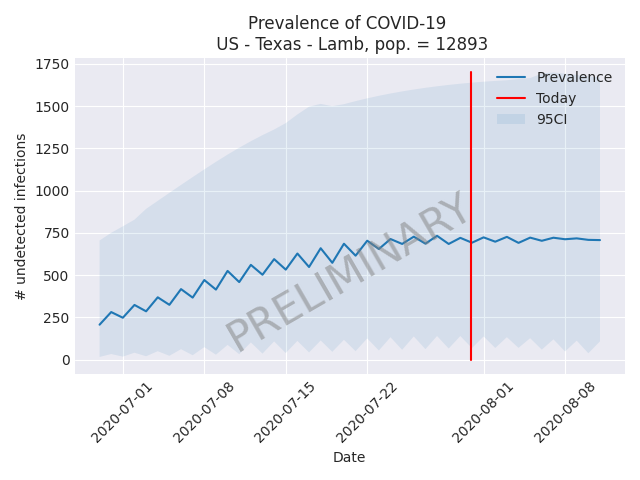 Prevalence of COVID-19
US - Texas - Lamb, pop. = 12893
# undetected infections
1750
1500
1250
1000
750
500
250
0
Prevalence
Today
95CI
PRELIMINARY
2020-07-01
2020-07-08
2020-07-15
2020-07-22
2020-08-01
2020-08-08
Date